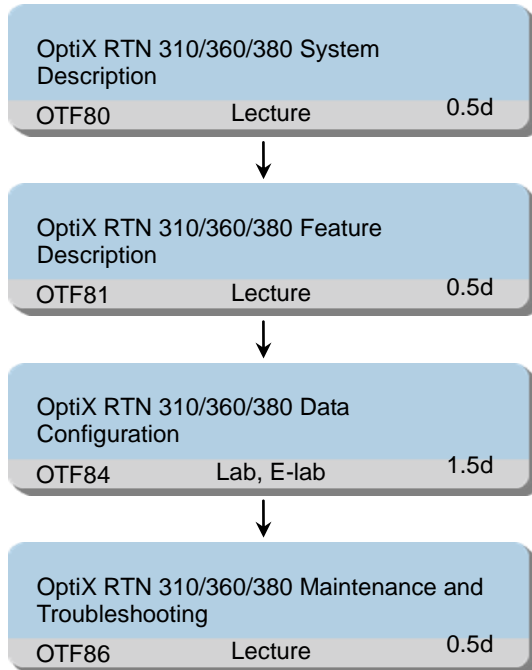 OptiX RTN 310/360/380 System
Description
OTF80 Lecture 0.5d
OptiX RTN 310/360/380 Feature
Description
OTF81 Lecture 0.5d
OptiX RTN 310/360/380 Data
Configuration
OTF84 Lab, E-lab 1.5d
OptiX RTN 310/360/380 Maintenance and
Troubleshooting
OTF86 Lecture 0.5d